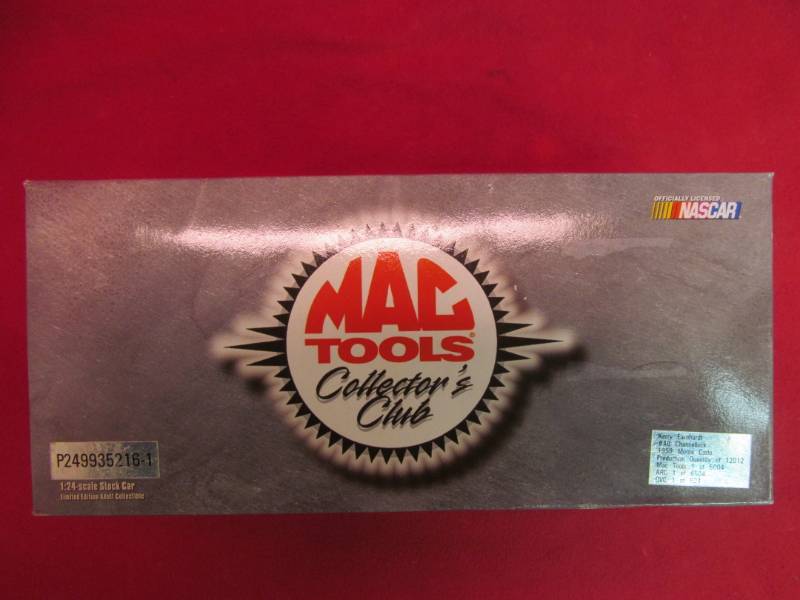 OFFICIALLY LICENSED
NASCAR
MAC
TOOLS
Collector's
Club
P249935216-1
1:24-scale Stock Car
Limited Edition Adult Collectible
Kerry Earnhardt
#40 Channellock
1999 Monte Carlo
Production Quantity of 12012
Mac Tools 1 of 5004
ARC 1 of 6504
QVC 1 of